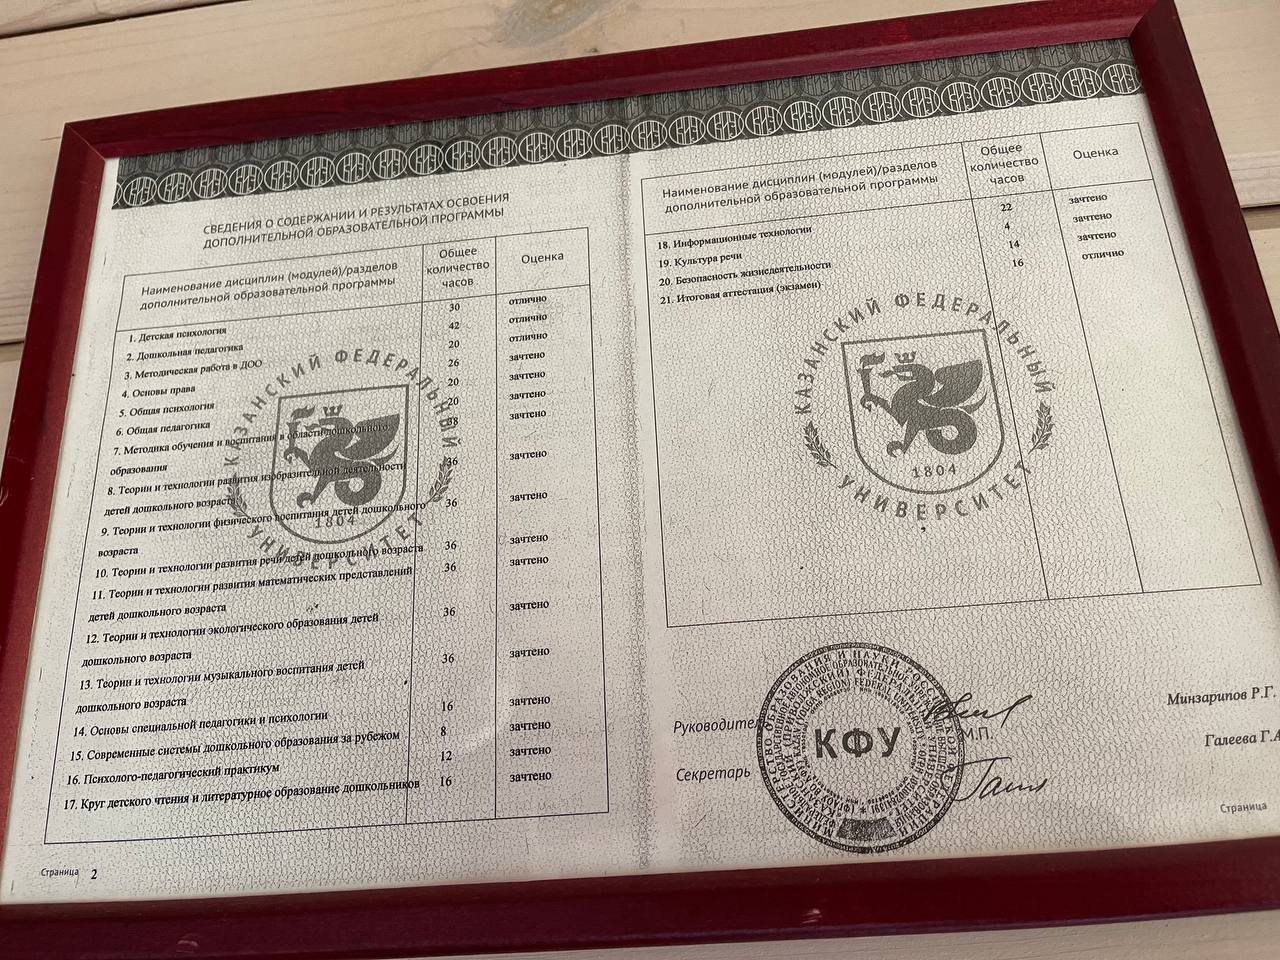 СВЕДЕНИЯ О СОДЕРЖАНИИ И РЕЗУЛЬТАТАХ ОСВОЕНИЯ
ДОПОЛНИТЕЛЬНОЙ ОБРАЗОВАТЕЛЬНОЙ ПРОГРАММЫ
Наименование дисциплин (модулей)/разделов
дополнительной образовательной программы
Общее
количество
часов
Оценка
1. Детская психология 30 отлично
2. Дошкольная педагогика 42 отлично
3. Методическая работа в ДОО 20 отлично
4. Основы права 26 зачтено
5. Общая психология 20 зачтено
6. Общая педагогика 20 зачтено
7. Методика обучения и воспитания в области дошкольного 38 зачтено
образования
8. Теории и технологии развития изобразительной деятельности 36 зачтено
детей дошкольного возраста
9. Теории и технологии физического воспитания детей дошкольного 36 зачтено
возраста
10. Теории и технологии развития речи детей дошкольного возраста 36 зачтено
11. Теории и технологии развития математических представлений 36 зачтено
детей дошкольного возраста
12. Теории и технологии экологического образования детей 36 зачтено
дошкольного возраста
13. Теории и технологии музыкального воспитания детей 36 зачтено
дошкольного возраста
14. Основы специальной педагогики и психологии 16 зачтено
15. Современные системы дошкольного образования за рубежом 8 зачтено
16. Психолого-педагогический практикум 12 зачтено
17. Круг детского чтения и литературное образование дошкольников 16 зачтено
КАЗАНСКИЙ ФЕДЕРАЛЬНЫЙ
УНИВЕРСИТЕТ
1804
Страница 2
Наименование дисциплин (модулей)/разделов
дополнительной образовательной программы
Общее
количество
часов
Оценка
18. Информационные технологии 22 зачтено
19. Культура речи 4 зачтено
20. Безопасность жизнедеятельности 14 зачтено
21. Итоговая аттестация (экзамен) 16 отлично
КАЗАНСКИЙ ФЕДЕРАЛЬНЫЙ
УНИВЕРСИТЕТ
1804
Руководитель М.П. Минзарипов Р.Г.
КФУ
Секретарь Галеева Г.А
Страница